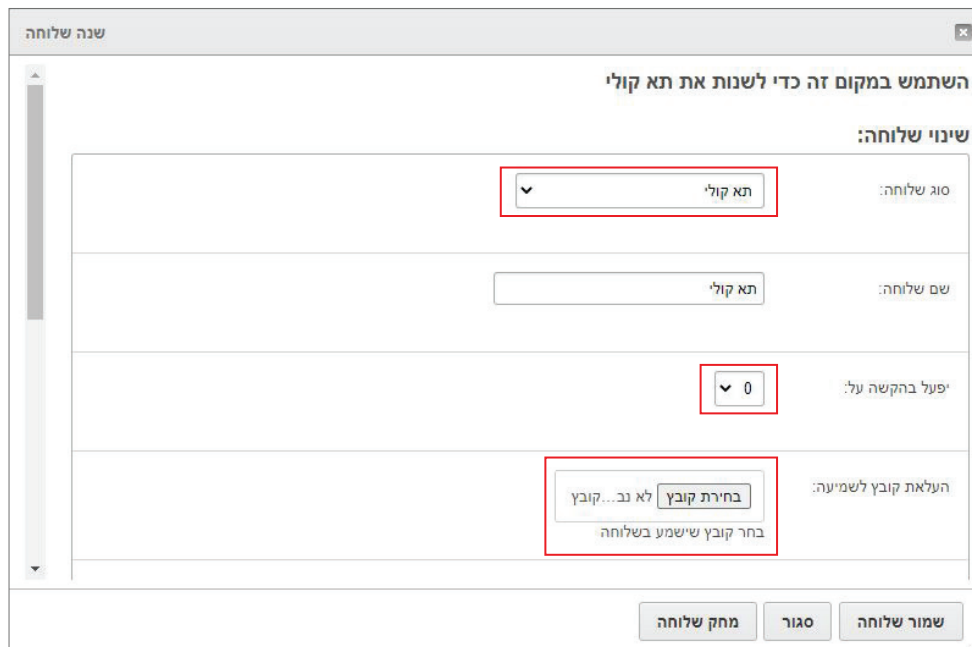 שנה שלוחה
השתמש במקום זה כדי לשנות את תא קולי
שינוי שלוחה:
סוג שלוחה: תא קולי
שם שלוחה: תא קולי
יפעל בהקשה על: 0
העלאת קובץ לשמיעה: בחירת קובץ לא נב...קובץ
בחר קובץ שישמע בשלוחה
שמור שלוחה סגור מחק שלוחה